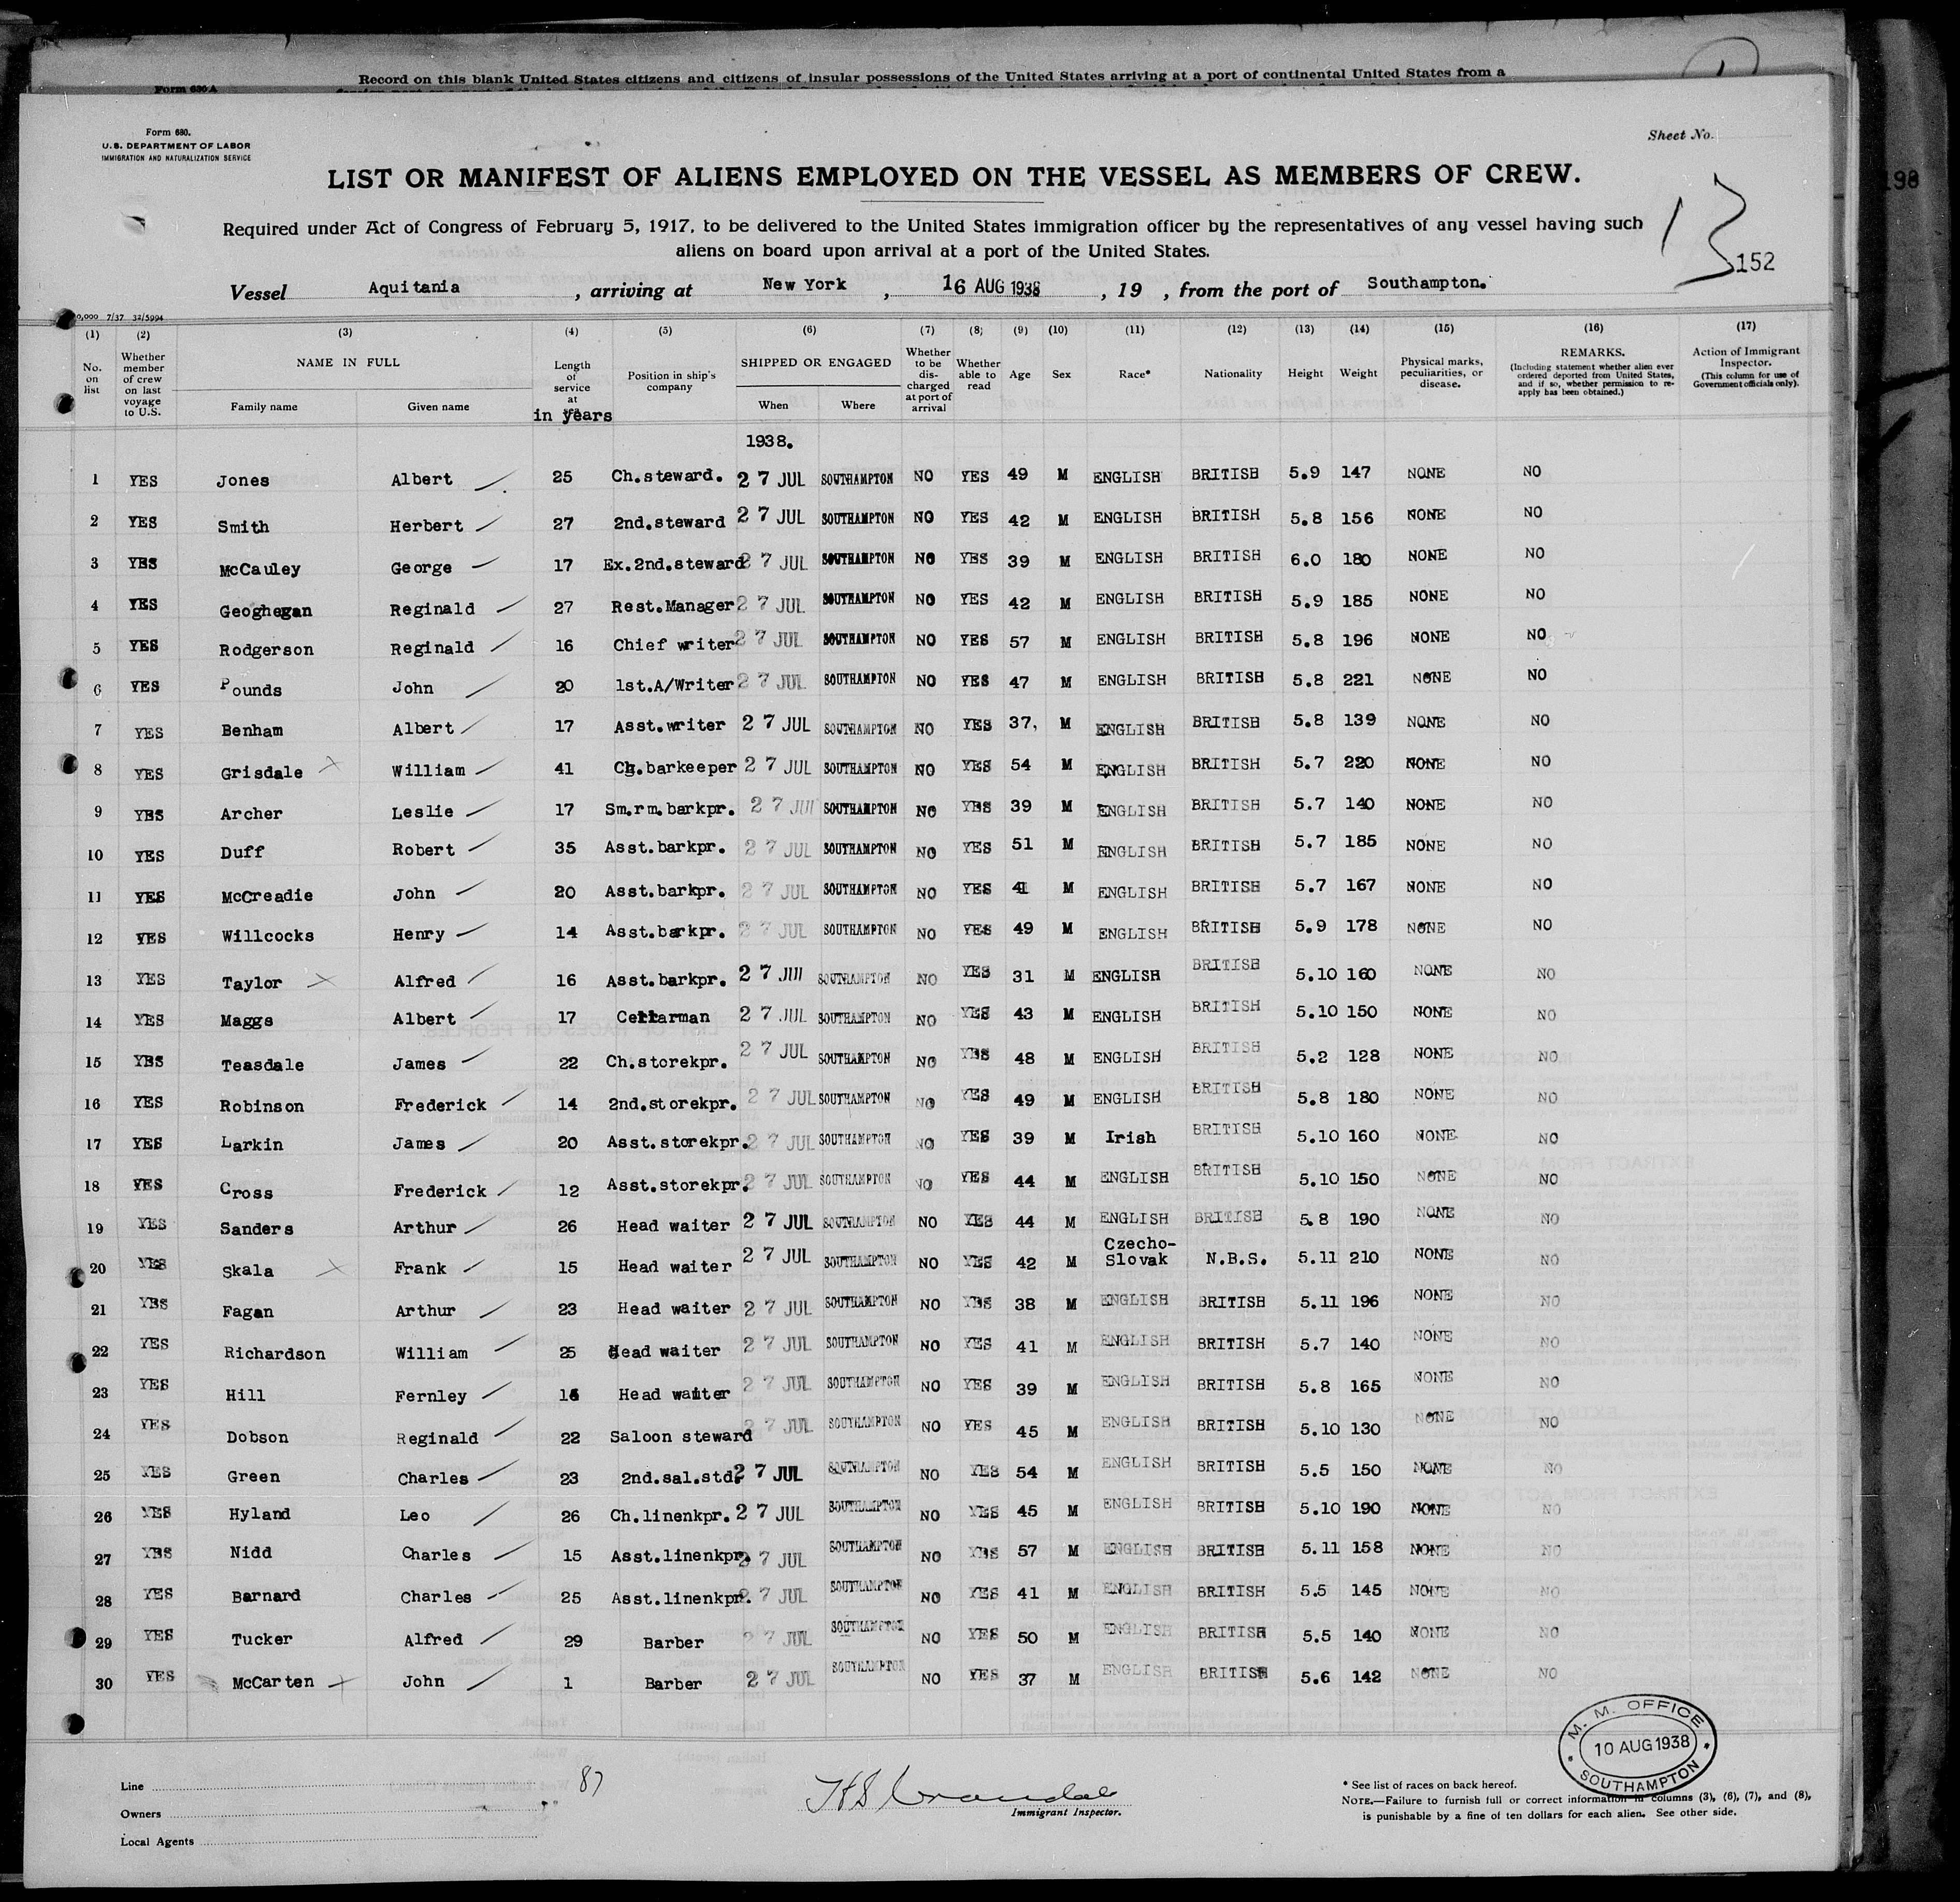 Record on this blank United States citizens and citizens of insular possessions of the United States arriving at a port of continental United States from a
Form 630 A
Form 680.
U.S. DEPARTMENT OF LABOR
IMMIGRATION AND NATURALIZATION SERVICE
Sheet No.
198
LIST OR MANIFEST OF ALIENS EMPLOYED ON THE VESSEL AS MEMBERS OF CREW.
13
Required under Act of Congress of February 5, 1917, to be delivered to the United States immigration officer by the representatives of any vessel having such
aliens on board upon arrival at a port of the United States.
152
Vessel Aquitania, arriving at New York, 16 AUG 1938, 19 , from the port of Southampton.
0,000 7/37 32/5994
(1) (2) (3) (4) (5) (6) (7) (8) (9) (10) (11) (12) (13) (14) (15) (16) (17)
No. on list
Whether member of crew on last voyage to U.S.
NAME IN FULL
Family name Given name
Length of service at sea in years
Position in ship's company
SHIPPED OR ENGAGED
When Where
Whether to be discharged at port of arrival
Whether able to read
Age Sex Race* Nationality Height Weight
Physical marks, peculiarities, or disease.
REMARKS.
(Including statement whether alien ever ordered deported from United States, and if so, whether permission to re-apply has been obtained.)
Action of Immigrant Inspector.
(This column for use of Government officials only).
1938.
1 YES Jones Albert 25 Ch.steward. 27 JUL SOUTHAMPTON NO YES 49 M ENGLISH BRITISH 5.9 147 NONE NO
2 YES Smith Herbert 27 2nd.steward 27 JUL SOUTHAMPTON NO YES 42 M ENGLISH BRITISH 5.8 156 NONE NO
3 YES McCauley George 17 Ex.2nd.steward 27 JUL SOUTHAMPTON NO YES 39 M ENGLISH BRITISH 6.0 180 NONE NO
4 YES Geoghegan Reginald 27 Rest.Manager 27 JUL SOUTHAMPTON NO YES 42 M ENGLISH BRITISH 5.9 185 NONE NO
5 YES Rodgerson Reginald 16 Chief writer 27 JUL SOUTHAMPTON NO YES 57 M ENGLISH BRITISH 5.8 196 NONE NO
6 YES Pounds John 20 1st.A/Writer 27 JUL SOUTHAMPTON NO YES 47 M ENGLISH BRITISH 5.8 221 NONE NO
7 YES Benham Albert 17 Asst.writer 27 JUL SOUTHAMPTON NO YES 37, M ENGLISH BRITISH 5.8 139 NONE NO
8 YES Grisdale William 41 Ch.barkeeper 27 JUL SOUTHAMPTON NO YES 54 M ENGLISH BRITISH 5.7 220 NONE NO
9 YES Archer Leslie 17 Sm.rm.barkpr. 27 JUL SOUTHAMPTON NO YES 39 M ENGLISH BRITISH 5.7 140 NONE NO
10 YES Duff Robert 35 Asst.barkpr. 27 JUL SOUTHAMPTON NO YES 51 M ENGLISH BRITISH 5.7 185 NONE NO
11 YES McCreadie John 20 Asst.barkpr. 27 JUL SOUTHAMPTON NO YES 41 M ENGLISH BRITISH 5.7 167 NONE NO
12 YES Willcocks Henry 14 Asst.barkpr. 27 JUL SOUTHAMPTON NO YES 49 M ENGLISH BRITISH 5.9 178 NONE NO
13 YES Taylor Alfred 16 Asst.barkpr. 27 JUL SOUTHAMPTON NO YES 31 M ENGLISH BRITISH 5.10 160 NONE NO
14 YES Maggs Albert 17 Cellarman 27 JUL SOUTHAMPTON NO YES 43 M ENGLISH BRITISH 5.10 150 NONE NO
15 YES Teasdale James 22 Ch.storekpr. 27 JUL SOUTHAMPTON NO YES 48 M ENGLISH BRITISH 5.2 128 NONE NO
16 YES Robinson Frederick 14 2nd.storekpr. 27 JUL SOUTHAMPTON NO YES 49 M ENGLISH BRITISH 5.8 180 NONE NO
17 YES Larkin James 20 Asst.storekpr. 27 JUL SOUTHAMPTON NO YES 39 M Irish BRITISH 5.10 160 NONE NO
18 YES Cross Frederick 12 Asst.storekpr. 27 JUL SOUTHAMPTON NO YES 44 M ENGLISH BRITISH 5.10 150 NONE NO
19 YES Sanders Arthur 26 Head waiter 27 JUL SOUTHAMPTON NO YES 44 M ENGLISH BRITISH 5.8 190 NONE NO
20 YES Skala Frank 15 Head waiter 27 JUL SOUTHAMPTON NO YES 42 M Czecho-Slovak N.B.S. 5.11 210 NONE NO
21 YES Fagan Arthur 23 Head waiter 27 JUL SOUTHAMPTON NO YES 38 M ENGLISH BRITISH 5.11 196 NONE NO
22 YES Richardson William 25 Head waiter 27 JUL SOUTHAMPTON NO YES 41 M ENGLISH BRITISH 5.7 140 NONE NO
23 YES Hill Fernley Head waiter 27 JUL SOUTHAMPTON NO YES 39 M ENGLISH BRITISH 5.8 165 NONE NO
24 YES Dobson Reginald 22 Saloon steward 27 JUL SOUTHAMPTON NO YES 45 M ENGLISH BRITISH 5.10 130 NONE NO
25 YES Green Charles 23 2nd.sal.std. 27 JUL SOUTHAMPTON NO YES 54 M ENGLISH BRITISH 5.5 150 NONE NO
26 YES Hyland Leo 26 Ch.linenkpr. 27 JUL SOUTHAMPTON NO YES 45 M ENGLISH BRITISH 5.10 190 NONE NO
27 YES Nidd Charles 15 Asst.linenkpr. 27 JUL SOUTHAMPTON NO YES 57 M ENGLISH BRITISH 5.11 158 NONE NO
28 YES Barnard Charles 25 Asst.linenkpr. 27 JUL SOUTHAMPTON NO YES 41 M ENGLISH BRITISH 5.5 145 NONE NO
29 YES Tucker Alfred 29 Barber 27 JUL SOUTHAMPTON NO YES 50 M ENGLISH BRITISH 5.5 140 NONE NO
30 YES McCarten John 1 Barber 27 JUL SOUTHAMPTON NO YES 37 M ENGLISH BRITISH 5.6 142 NONE NO
M. M. OFFICE
10 AUG 1938
SOUTHAMPTON
Line
87
Owners
Local Agents
Immigrant Inspector.
* See list of races on back hereof.
NOTE.—Failure to furnish full or correct information in columns (3), (6), (7), and (8),
is punishable by a fine of ten dollars for each alien. See other side.